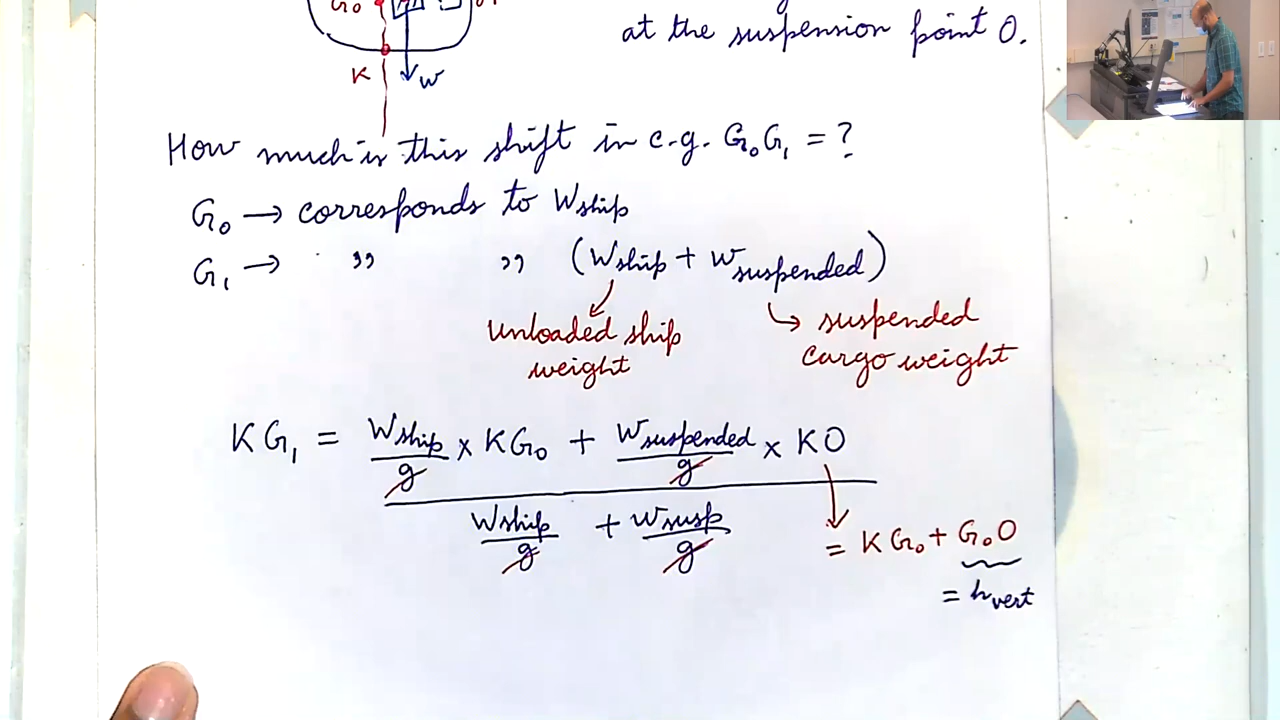 G₀
at the suspension point O.
K
W
How much is this shift in c.g. G₀G₁ = ?
G₀ → corresponds to Wship
G₁ → " " (Wship + Wsuspended)
unloaded ship
weight
suspended
cargo weight
KG₁ = Wship/g × KG₀ + Wsuspended/g × KO
Wship/g + Wsusp/g
= KG₀ + G₀O
= hvert